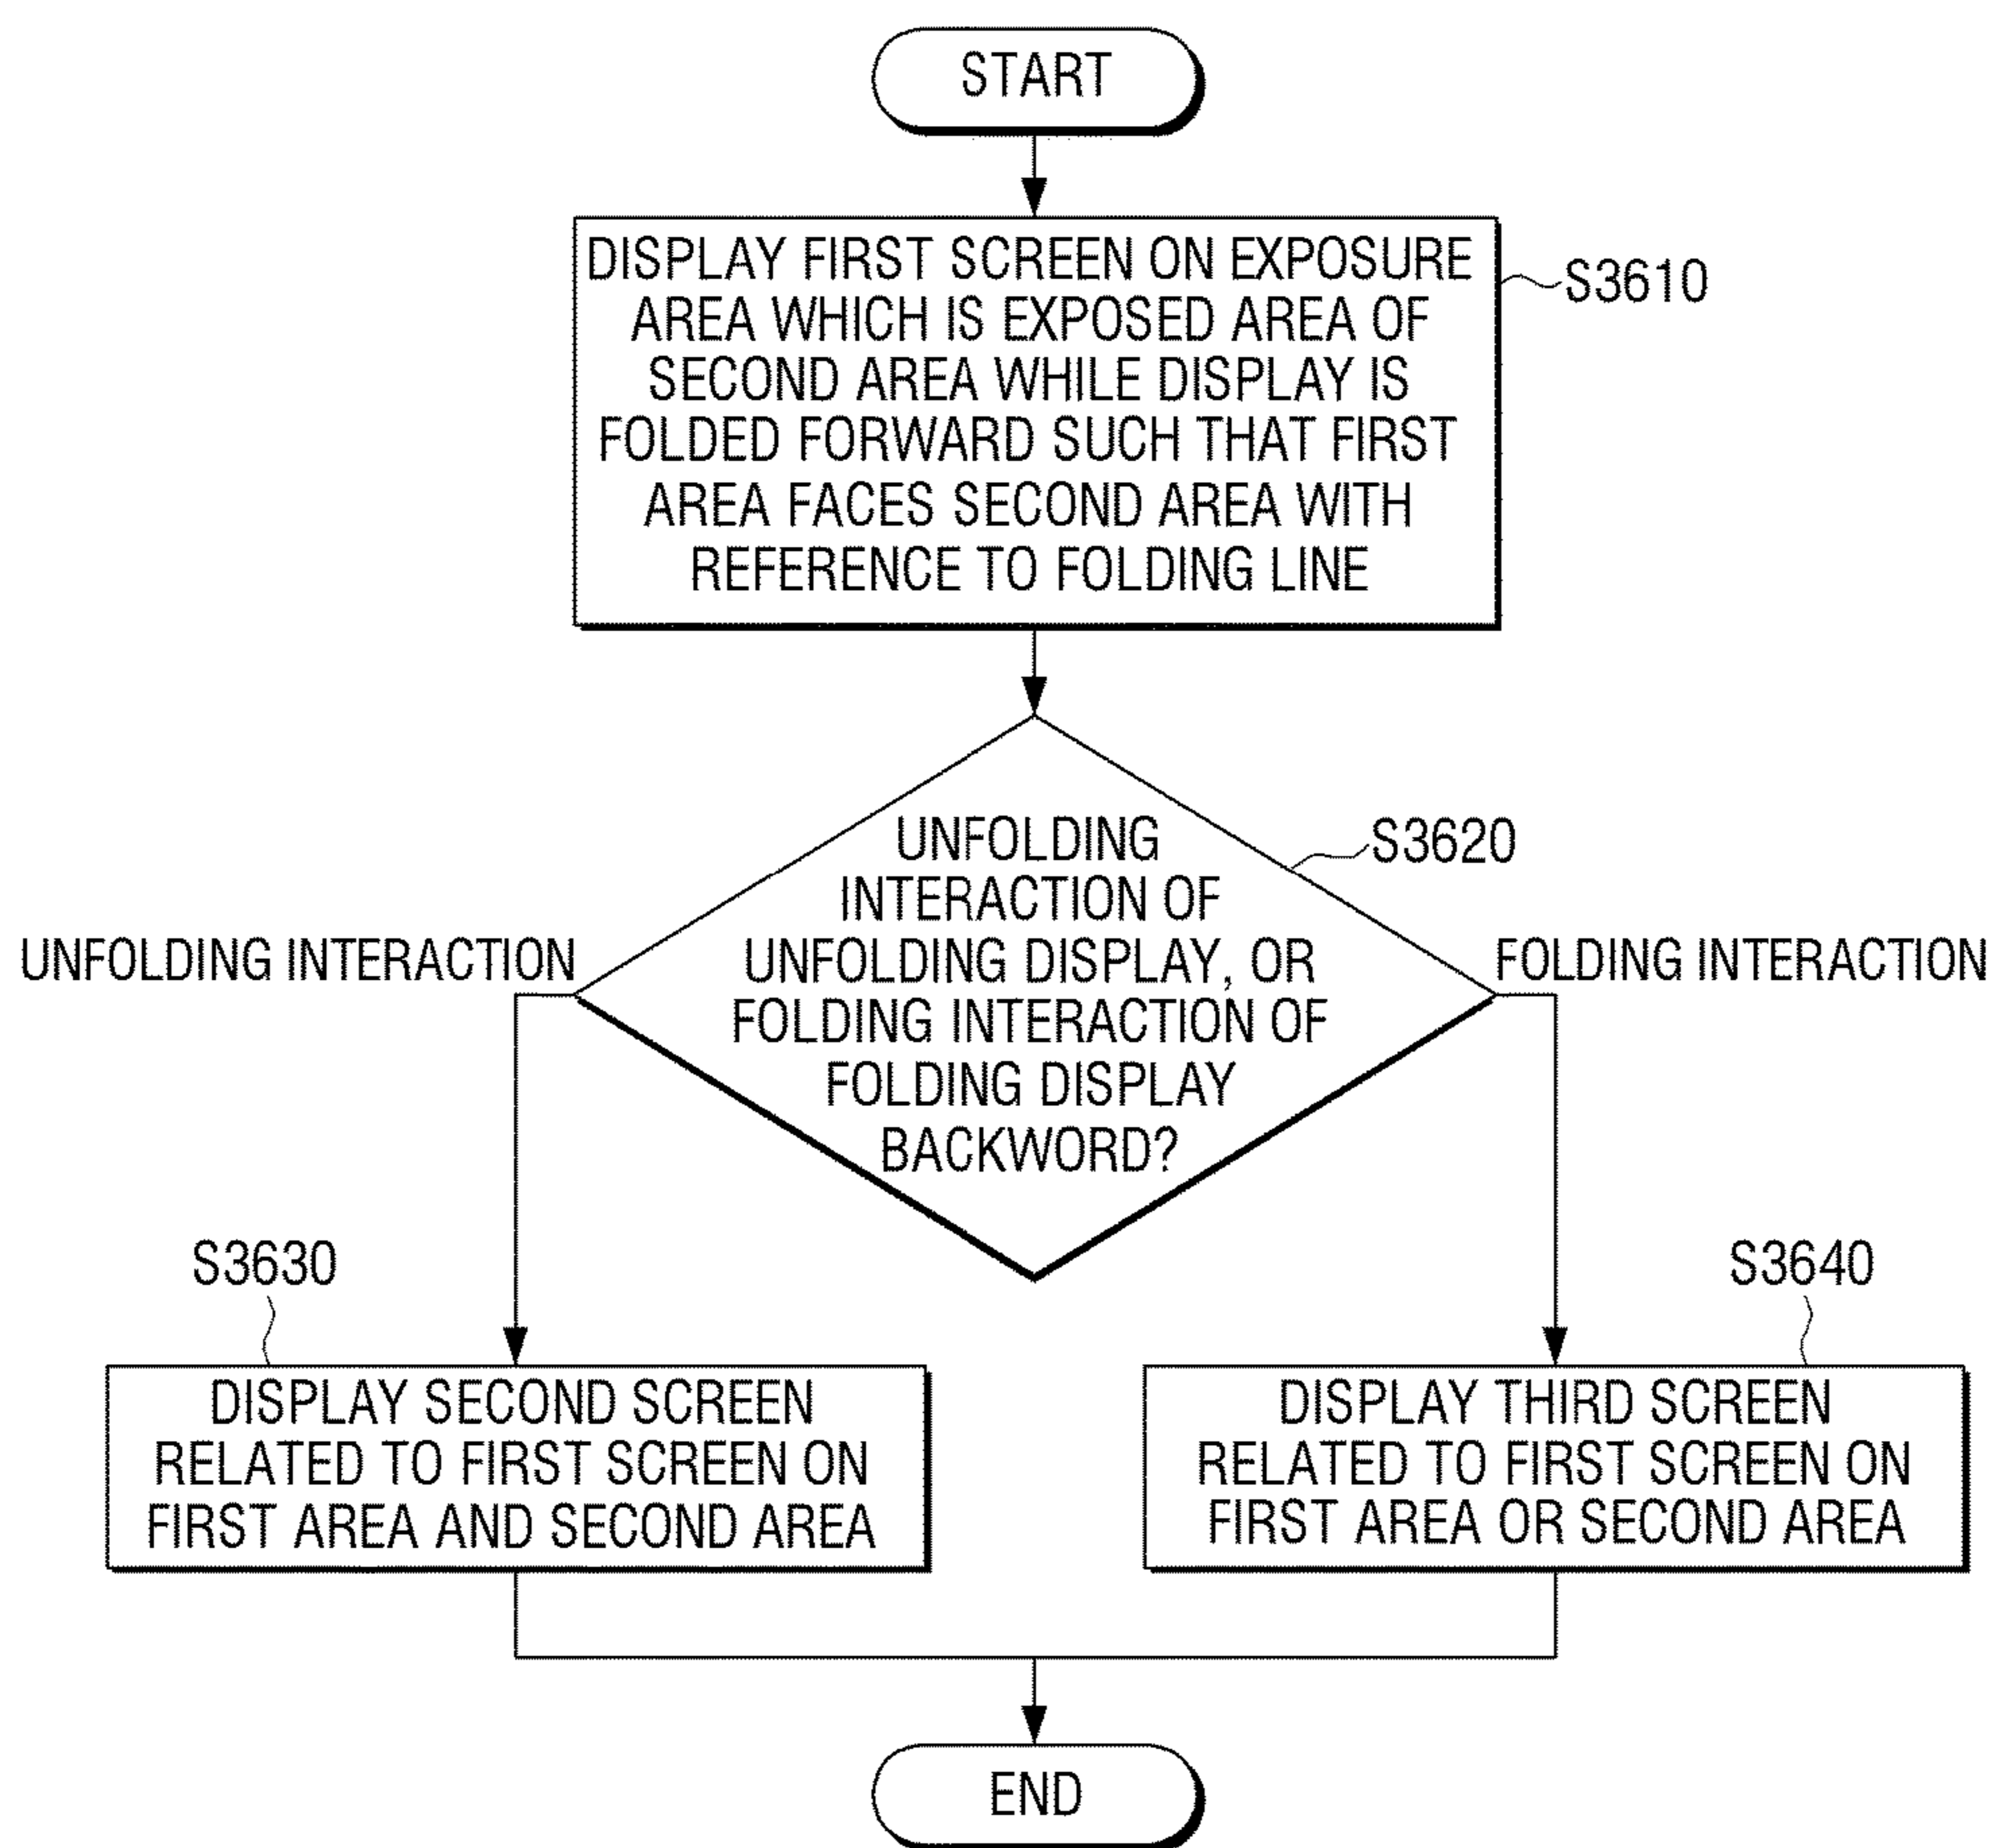 START
DISPLAY FIRST SCREEN ON EXPOSURE
AREA WHICH IS EXPOSED AREA OF
SECOND AREA WHILE DISPLAY IS
FOLDED FORWARD SUCH THAT FIRST
AREA FACES SECOND AREA WITH
REFERENCE TO FOLDING LINE
S3610
UNFOLDING
INTERACTION OF
UNFOLDING DISPLAY, OR
FOLDING INTERACTION OF
FOLDING DISPLAY
BACKWORD?
S3620
UNFOLDING INTERACTION
FOLDING INTERACTION
S3630
DISPLAY SECOND SCREEN
RELATED TO FIRST SCREEN ON
FIRST AREA AND SECOND AREA
S3640
DISPLAY THIRD SCREEN
RELATED TO FIRST SCREEN ON
FIRST AREA OR SECOND AREA
END